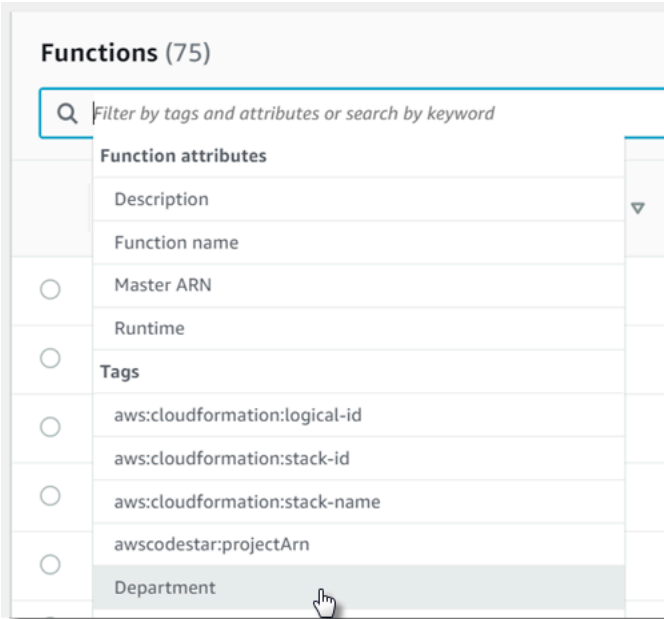 Functions (75)
Filter by tags and attributes or search by keyword
Function attributes
Description
Function name
Master ARN
Runtime
Tags
aws:cloudformation:logical-id
aws:cloudformation:stack-id
aws:cloudformation:stack-name
awscodestar:projectArn
Department